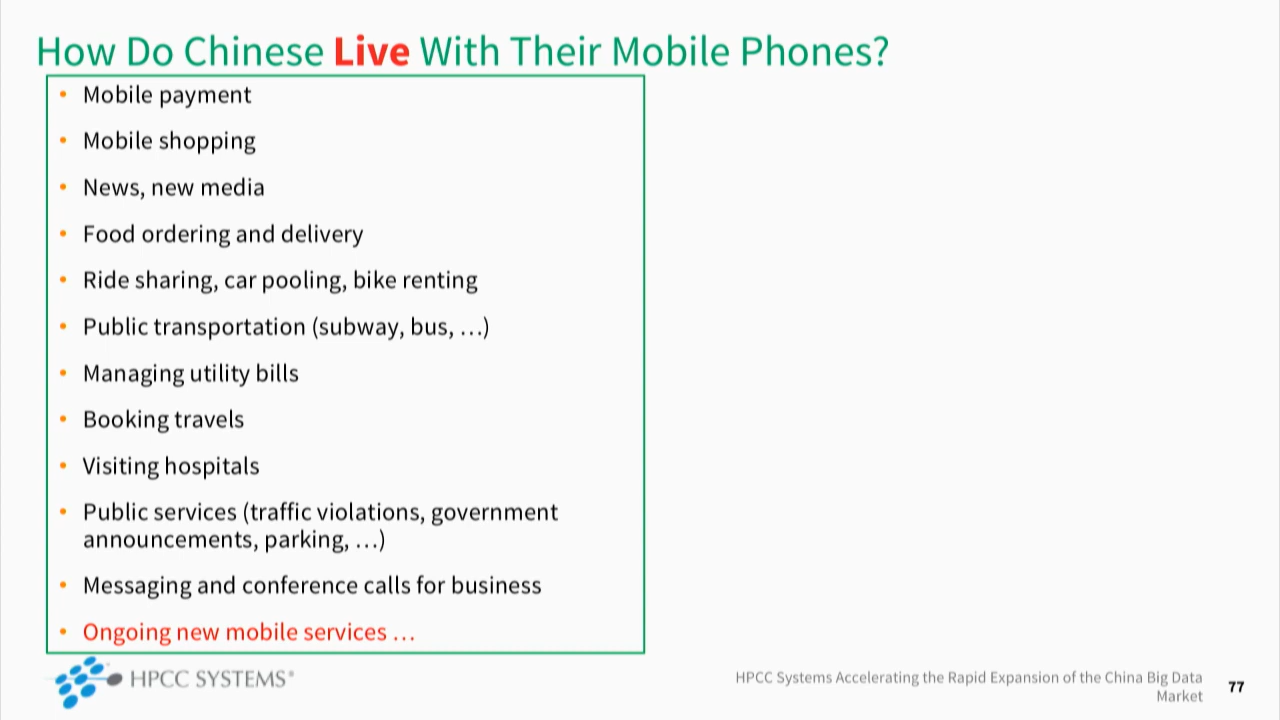 How Do Chinese Live With Their Mobile Phones?
• Mobile payment
• Mobile shopping
• News, new media
• Food ordering and delivery
• Ride sharing, car pooling, bike renting
• Public transportation (subway, bus, …)
• Managing utility bills
• Booking travels
• Visiting hospitals
• Public services (traffic violations, government
announcements, parking, …)
• Messaging and conference calls for business
• Ongoing new mobile services …
HPCC SYSTEMS®
HPCC Systems Accelerating the Rapid Expansion of the China Big Data
Market
77